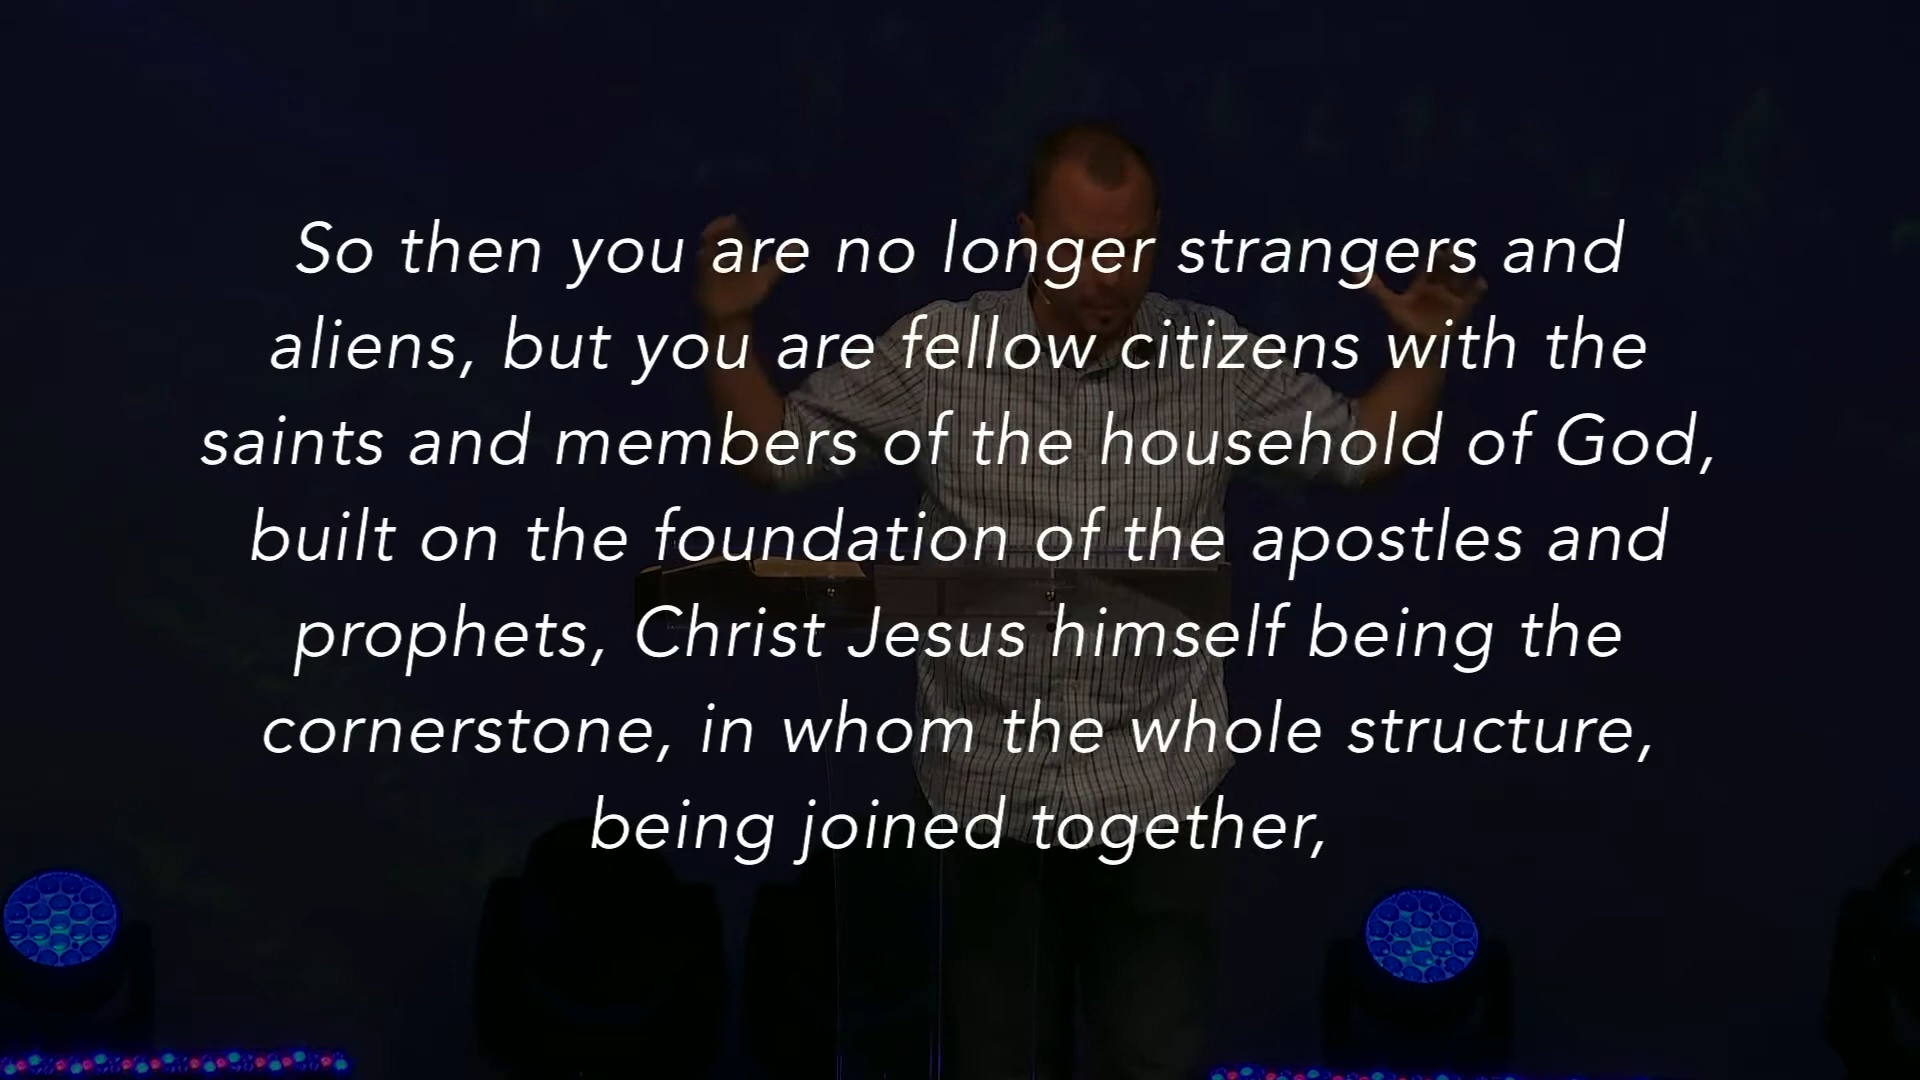 So then you are no longer strangers and
aliens, but you are fellow citizens with the
saints and members of the household of God,
built on the foundation of the apostles and
prophets, Christ Jesus himself being the
cornerstone, in whom the whole structure,
being joined together,